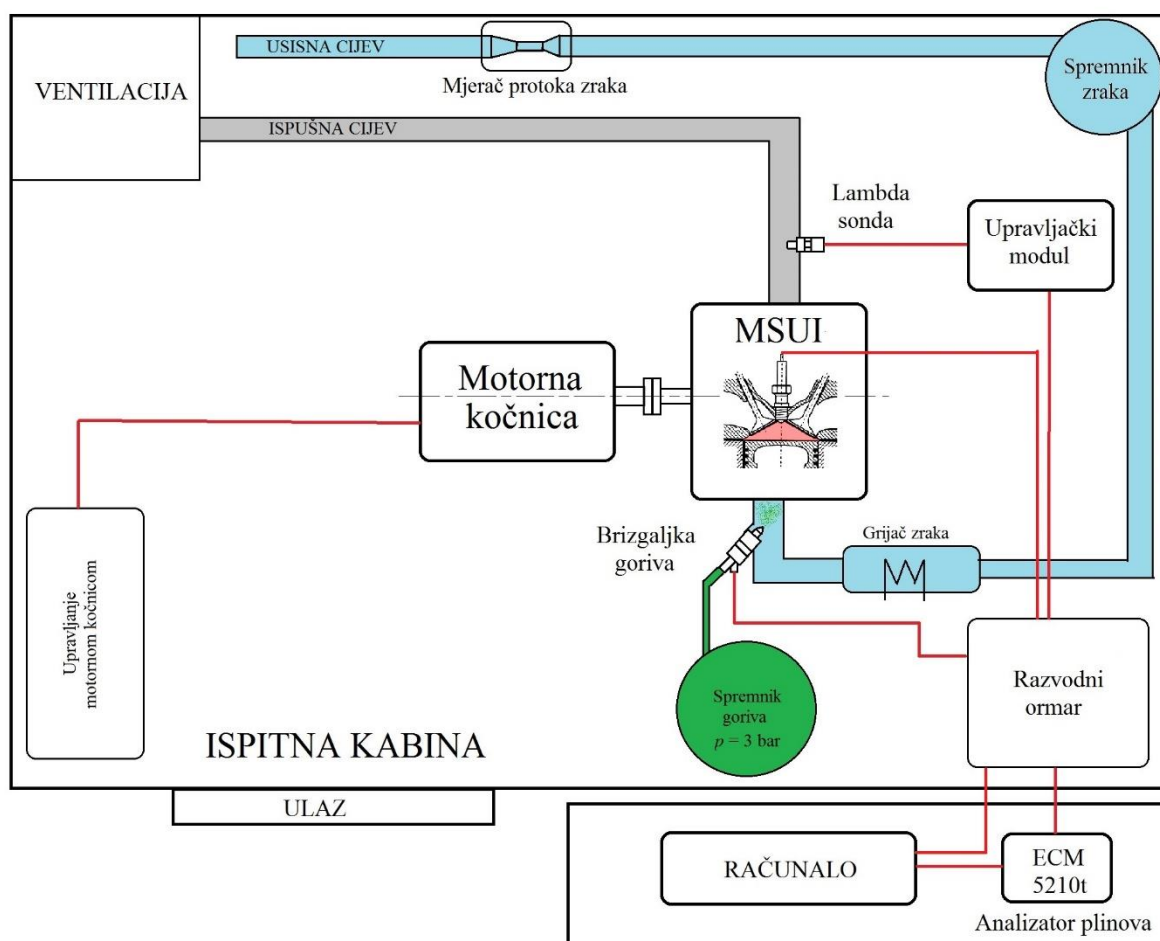 USISNA CIJEV
Mjerač protoka zraka
Spremnik
zraka
VENTILACIJA
ISPUŠNA CIJEV
Lambda
sonda
Upravljački
modul
MSUI
Motorna
kočnica
Brizgaljka
goriva
Grijač zraka
Upravljanje
motornom kočnicom
Spremnik
goriva
p = 3 bar
Razvodni
ormar
ISPITNA KABINA
ULAZ
RAČUNALO
ECM
5210t
Analizator plinova